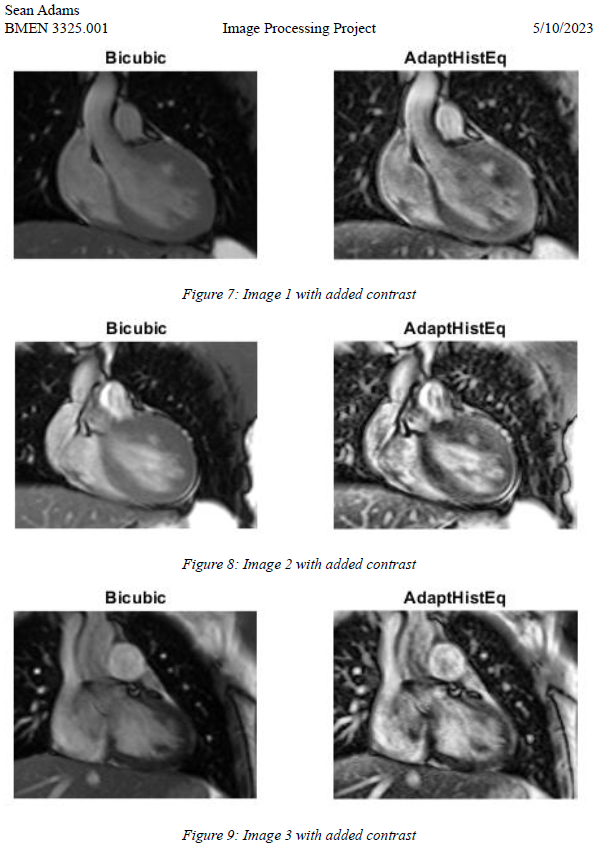 Sean Adams
BMEN 3325.001 Image Processing Project 5/10/2023
Bicubic AdaptHistEq
Figure 7: Image 1 with added contrast
Bicubic AdaptHistEq
Figure 8: Image 2 with added contrast
Bicubic AdaptHistEq
Figure 9: Image 3 with added contrast